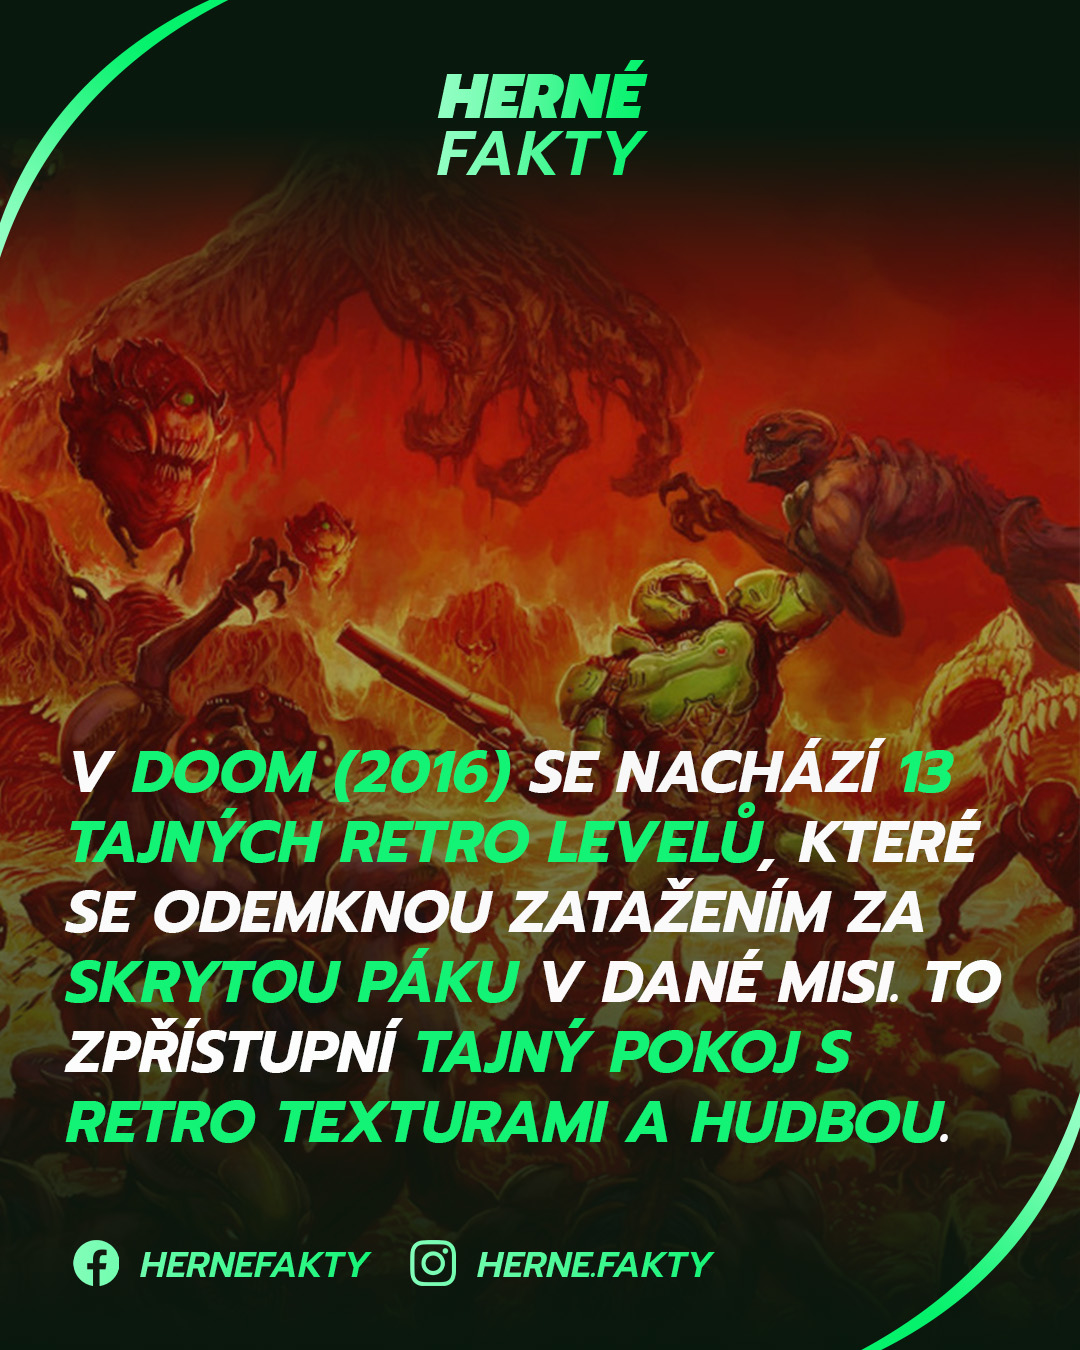 HERNÉ
FAKTY
V DOOM (2016) SE NACHÁZÍ 13
TAJNÝCH RETRO LEVELŮ, KTERÉ
SE ODEMKNOU ZATAŽENÍM ZA
SKRYTOU PÁKU V DANÉ MISI. TO
ZPŘÍSTUPNÍ TAJNÝ POKOJ S
RETRO TEXTURAMI A HUDBOU.
HERNEFAKTY HERNE.FAKTY